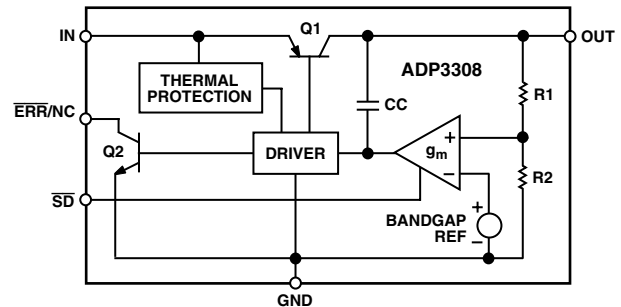 IN
Q1
OUT
THERMAL
PROTECTION
ADP3308
CC
R1
ERR/NC
Q2
DRIVER
gm
+
−
R2
SD
BANDGAP
REF
+
−
GND